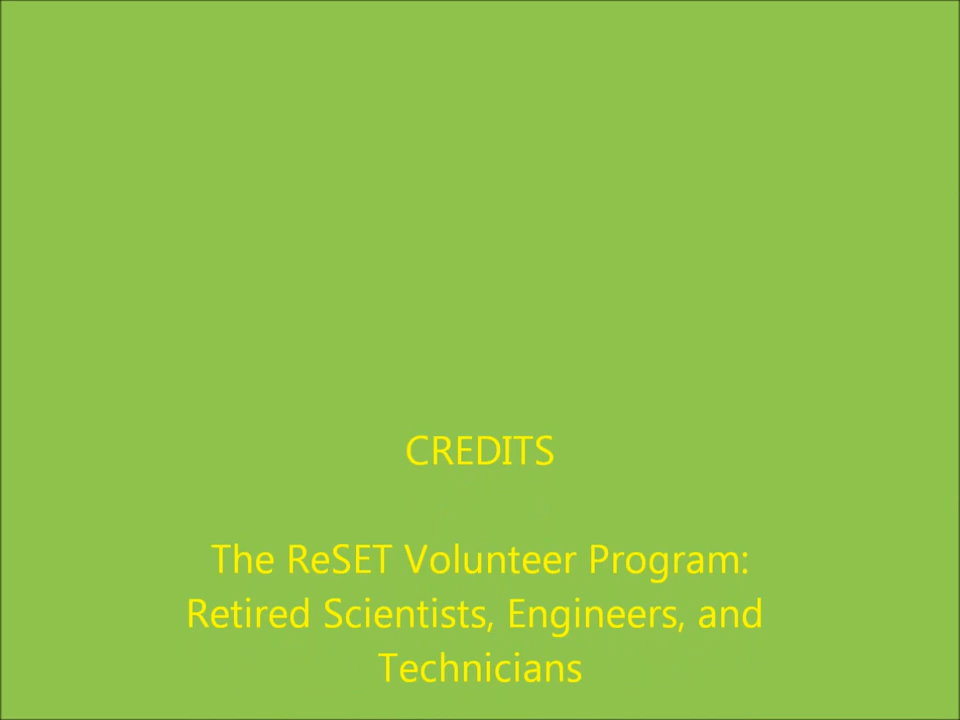 CREDITS
The ReSET Volunteer Program:
Retired Scientists, Engineers, and
Technicians